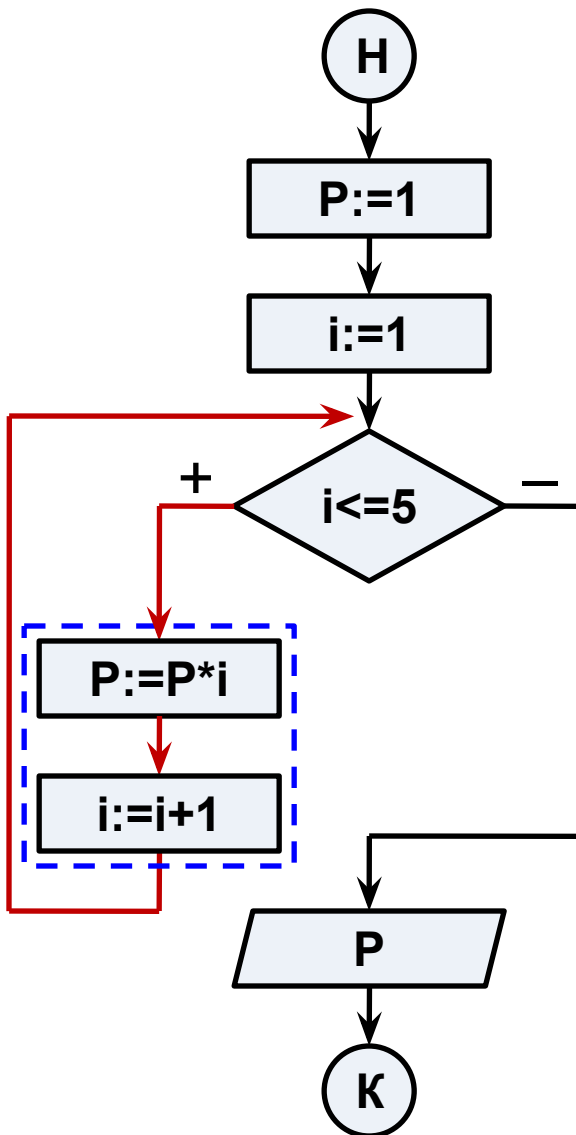 Н
P:=1
i:=1
i<=5
+
–
P:=P*i
i:=i+1
P
К